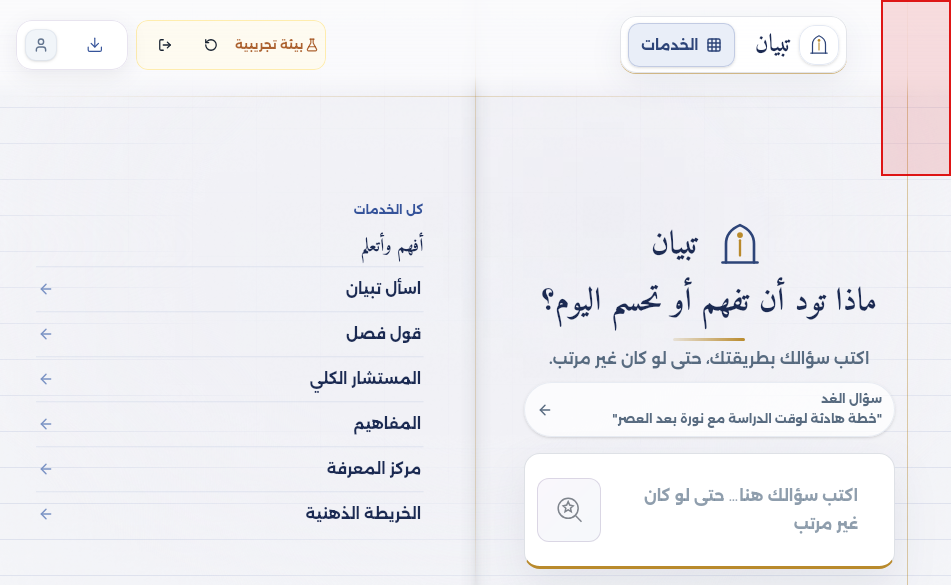 تبيان
الخدمات
بيئة تجريبية
تبيان
ماذا تود أن تفهم أو تحسم اليوم؟
اكتب سؤالك بطريقتك، حتى لو كان غير مرتب.
سؤال الغد
"خطة هادئة لوقت الدراسة مع نورة بعد العصر"
اكتب سؤالك هنا... حتى لو كان
غير مرتب
كل الخدمات
أفهم وأتعلم
اسأل تبيان
قول فصل
المستشار الكلي
المفاهيم
مركز المعرفة
الخريطة الذهنية